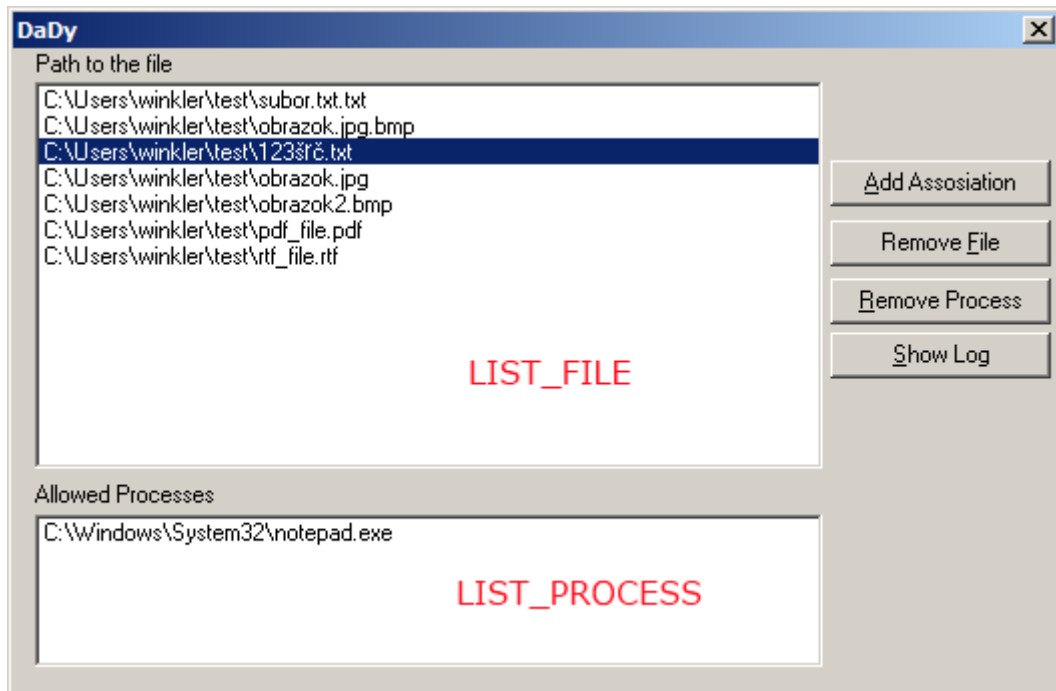 DaDy
Path to the file
C:\Users\winkler\test\subor.txt.txt
C:\Users\winkler\test\obrazok.jpg.bmp
C:\Users\winkler\test\123šŕč.txt
C:\Users\winkler\test\obrazok.jpg
C:\Users\winkler\test\obrazok2.bmp
C:\Users\winkler\test\pdf_file.pdf
C:\Users\winkler\test\rtf_file.rtf
LIST_FILE
Add Assosiation
Remove File
Remove Process
Show Log
Allowed Processes
C:\Windows\System32\notepad.exe
LIST_PROCESS